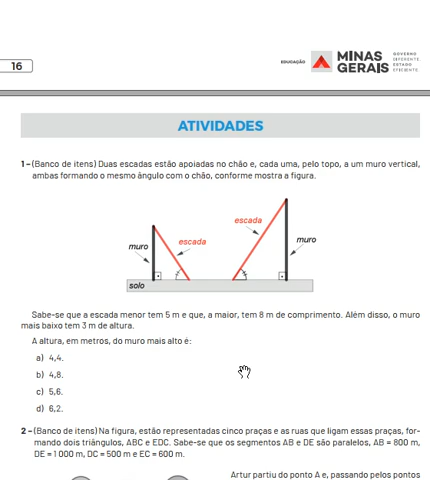 16
EDUCAÇÃO
MINAS
GERAIS
GOVERNO
DIFERENTE.
ESTADO
EFICIENTE.
ATIVIDADES
1 – (Banco de itens) Duas escadas estão apoiadas no chão e, cada uma, pelo topo, a um muro vertical,
ambas formando o mesmo ângulo com o chão, conforme mostra a figura.
escada
muro
escada
muro
solo
Sabe-se que a escada menor tem 5 m e que, a maior, tem 8 m de comprimento. Além disso, o muro
mais baixo tem 3 m de altura.
A altura, em metros, do muro mais alto é:
a) 4,4.
b) 4,8.
c) 5,6.
d) 6,2.
2 – (Banco de itens) Na figura, estão representadas cinco praças e as ruas que ligam essas praças, for-
mando dois triângulos, ABC e EDC. Sabe-se que os segmentos AB e DE são paralelos, AB = 800 m,
DE = 1 000 m, DC = 500 m e EC = 600 m.
Artur partiu do ponto A e, passando pelos pontos